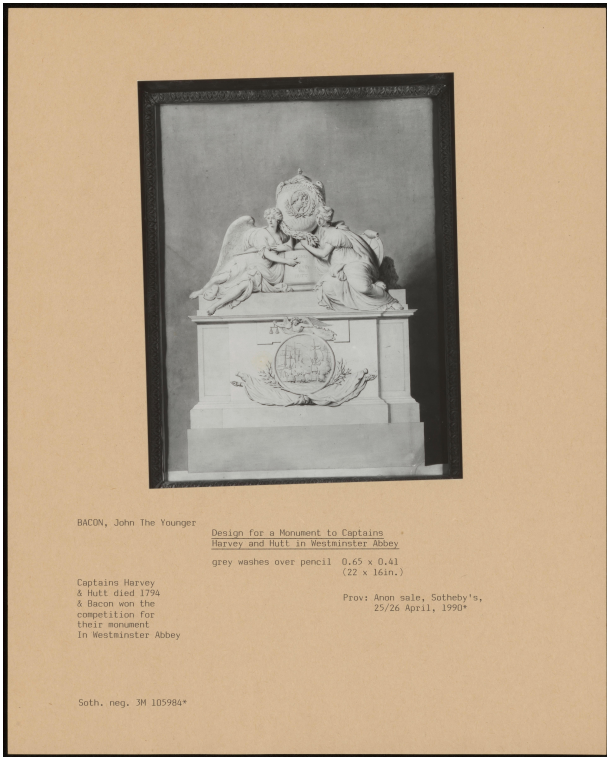 BACON, John The Younger
Design for a Monument to Captains
Harvey and Hutt in Westminster Abbey
grey washes over pencil 0.65 x 0.41
(22 x 16in.)
Captains Harvey
& Hutt died 1794
& Bacon won the
competition for
their monument
In Westminster Abbey
Prov: Anon sale, Sotheby's,
25/26 April, 1990*
Soth. neg. JM 105984*